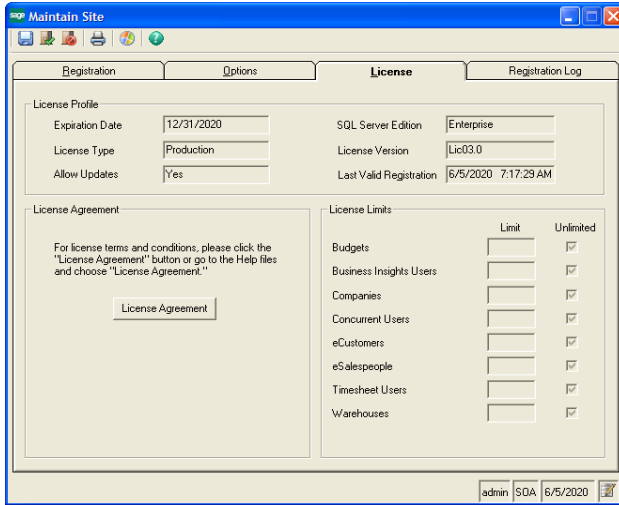 sage Maintain Site
Registration Options License Registration Log
License Profile
Expiration Date 12/31/2020 SQL Server Edition Enterprise
License Type Production License Version Lic03.0
Allow Updates Yes Last Valid Registration 6/5/2020 7:17:29 AM
License Agreement
For license terms and conditions, please click the
"License Agreement" button or go to the Help files
and choose "License Agreement."
License Agreement
License Limits
Limit Unlimited
Budgets
Business Insights Users
Companies
Concurrent Users
eCustomers
eSalespeople
Timesheet Users
Warehouses
admin SOA 6/5/2020